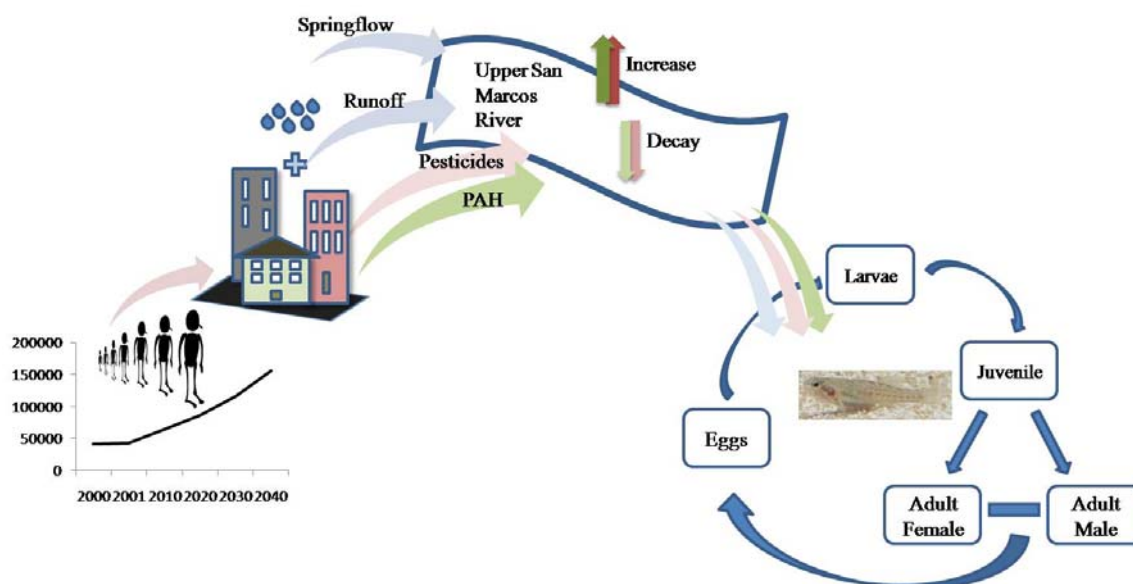 Springflow
Increase
Upper San
Marcos
River
Runoff
Decay
Pesticides
PAH
Larvae
200000
150000
100000
50000
0
2000 2001 2010 2020 2030 2040
Juvenile
Eggs
Adult
Female
Adult
Male